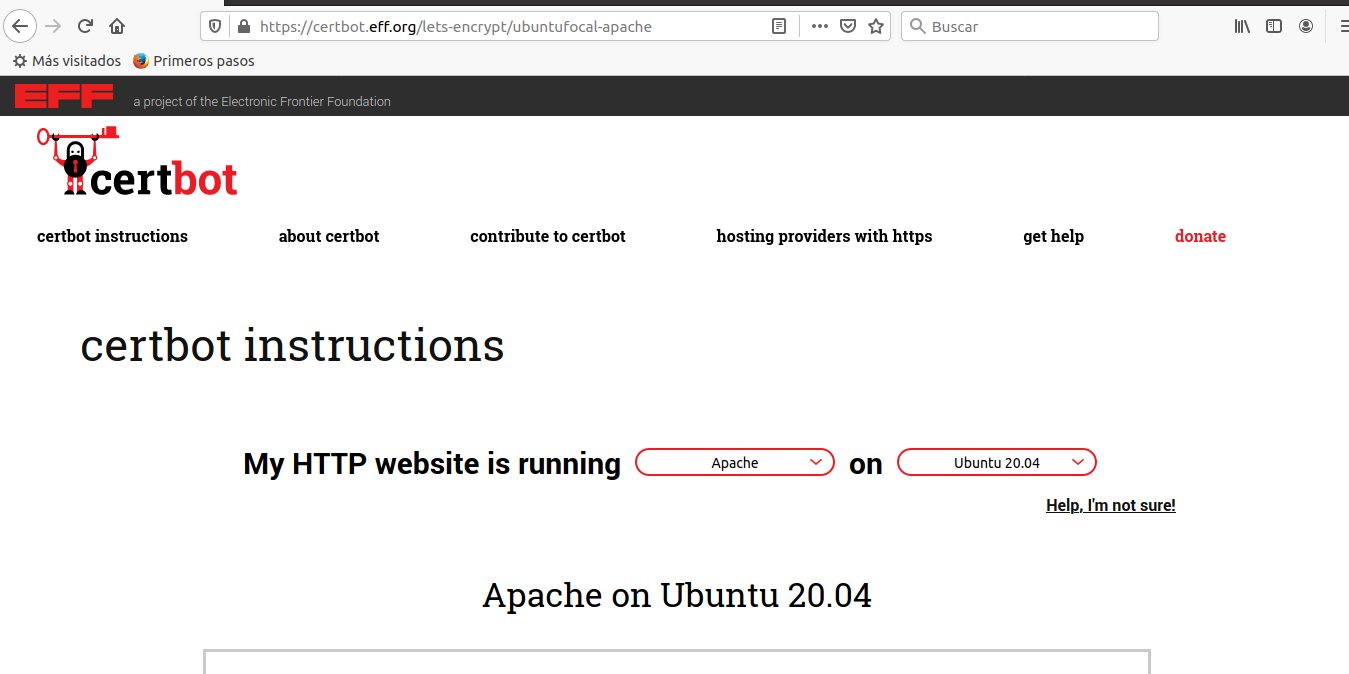 https://certbot.eff.org/lets-encrypt/ubuntufocal-apache
Buscar
Más visitados Primeros pasos
EFF a project of the Electronic Frontier Foundation
certbot
certbot instructions about certbot contribute to certbot hosting providers with https get help donate
certbot instructions
My HTTP website is running Apache on Ubuntu 20.04
Help, I'm not sure!
Apache on Ubuntu 20.04